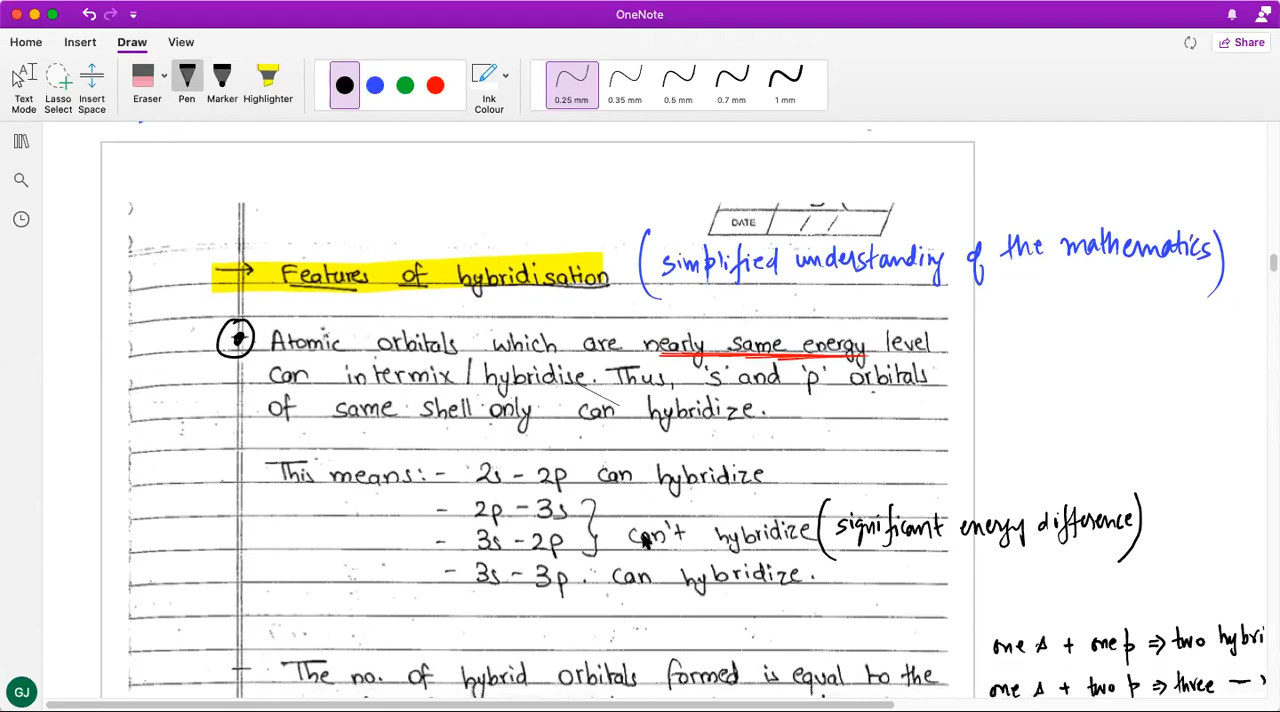 OneNote
Home Insert Draw View
Share
Text Mode
Lasso Select
Insert Space
Eraser
Pen
Marker
Highlighter
Ink Colour
0.25 mm
0.35 mm
0.5 mm
0.7 mm
1 mm
DATE / /
→ Features of hybridisation (simplified understanding of the mathematics)
Atomic orbitals which are nearly same energy level
can intermix / hybridise. Thus, 's' and 'p' orbitals
of same shell only can hybridize.
This means:- 2s - 2p can hybridize
- 2p - 3s
- 3s - 2p } can't hybridize (significant energy difference)
- 3s - 3p. can hybridize.
one s + one p ⇒ two hybri
The no. of hybrid orbitals formed is equal to the
one s + two p ⇒ three —
GJ